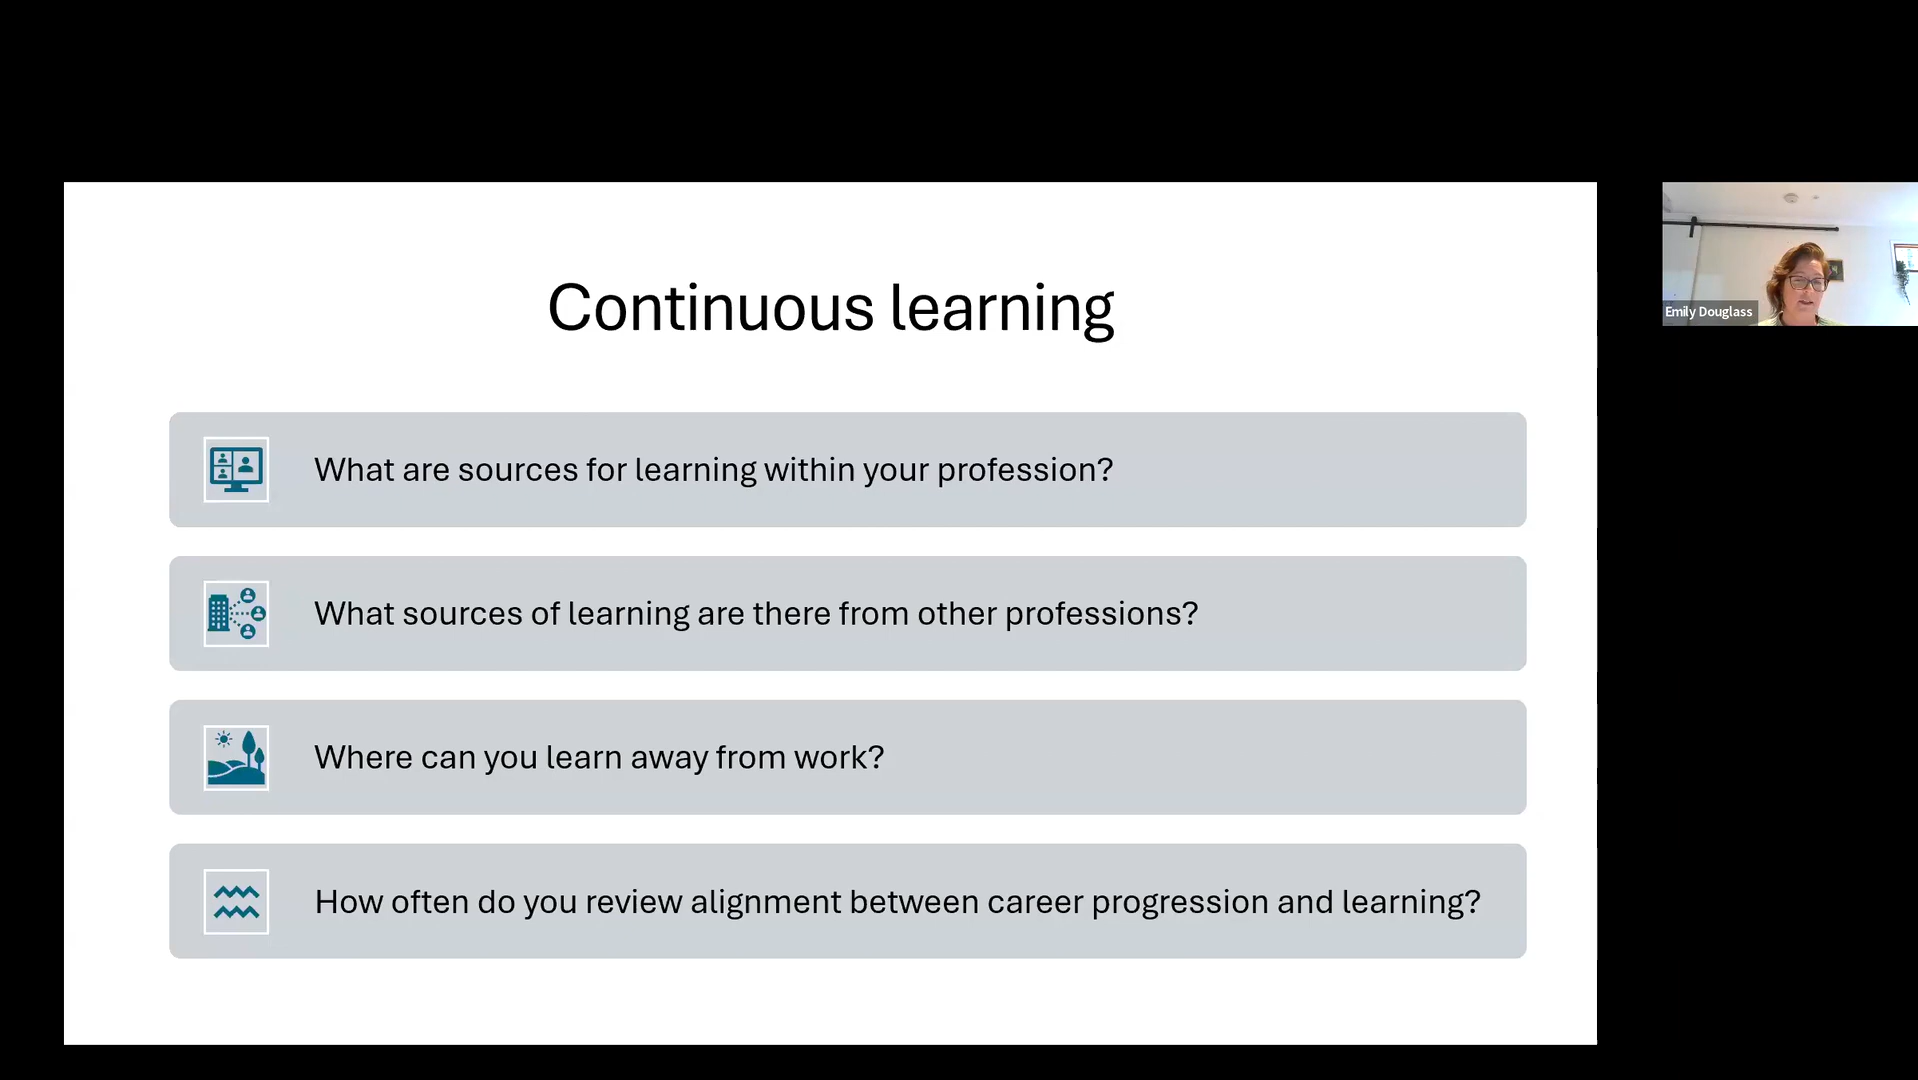 Continuous learning
What are sources for learning within your profession?
What sources of learning are there from other professions?
Where can you learn away from work?
How often do you review alignment between career progression and learning?
Emily Douglass